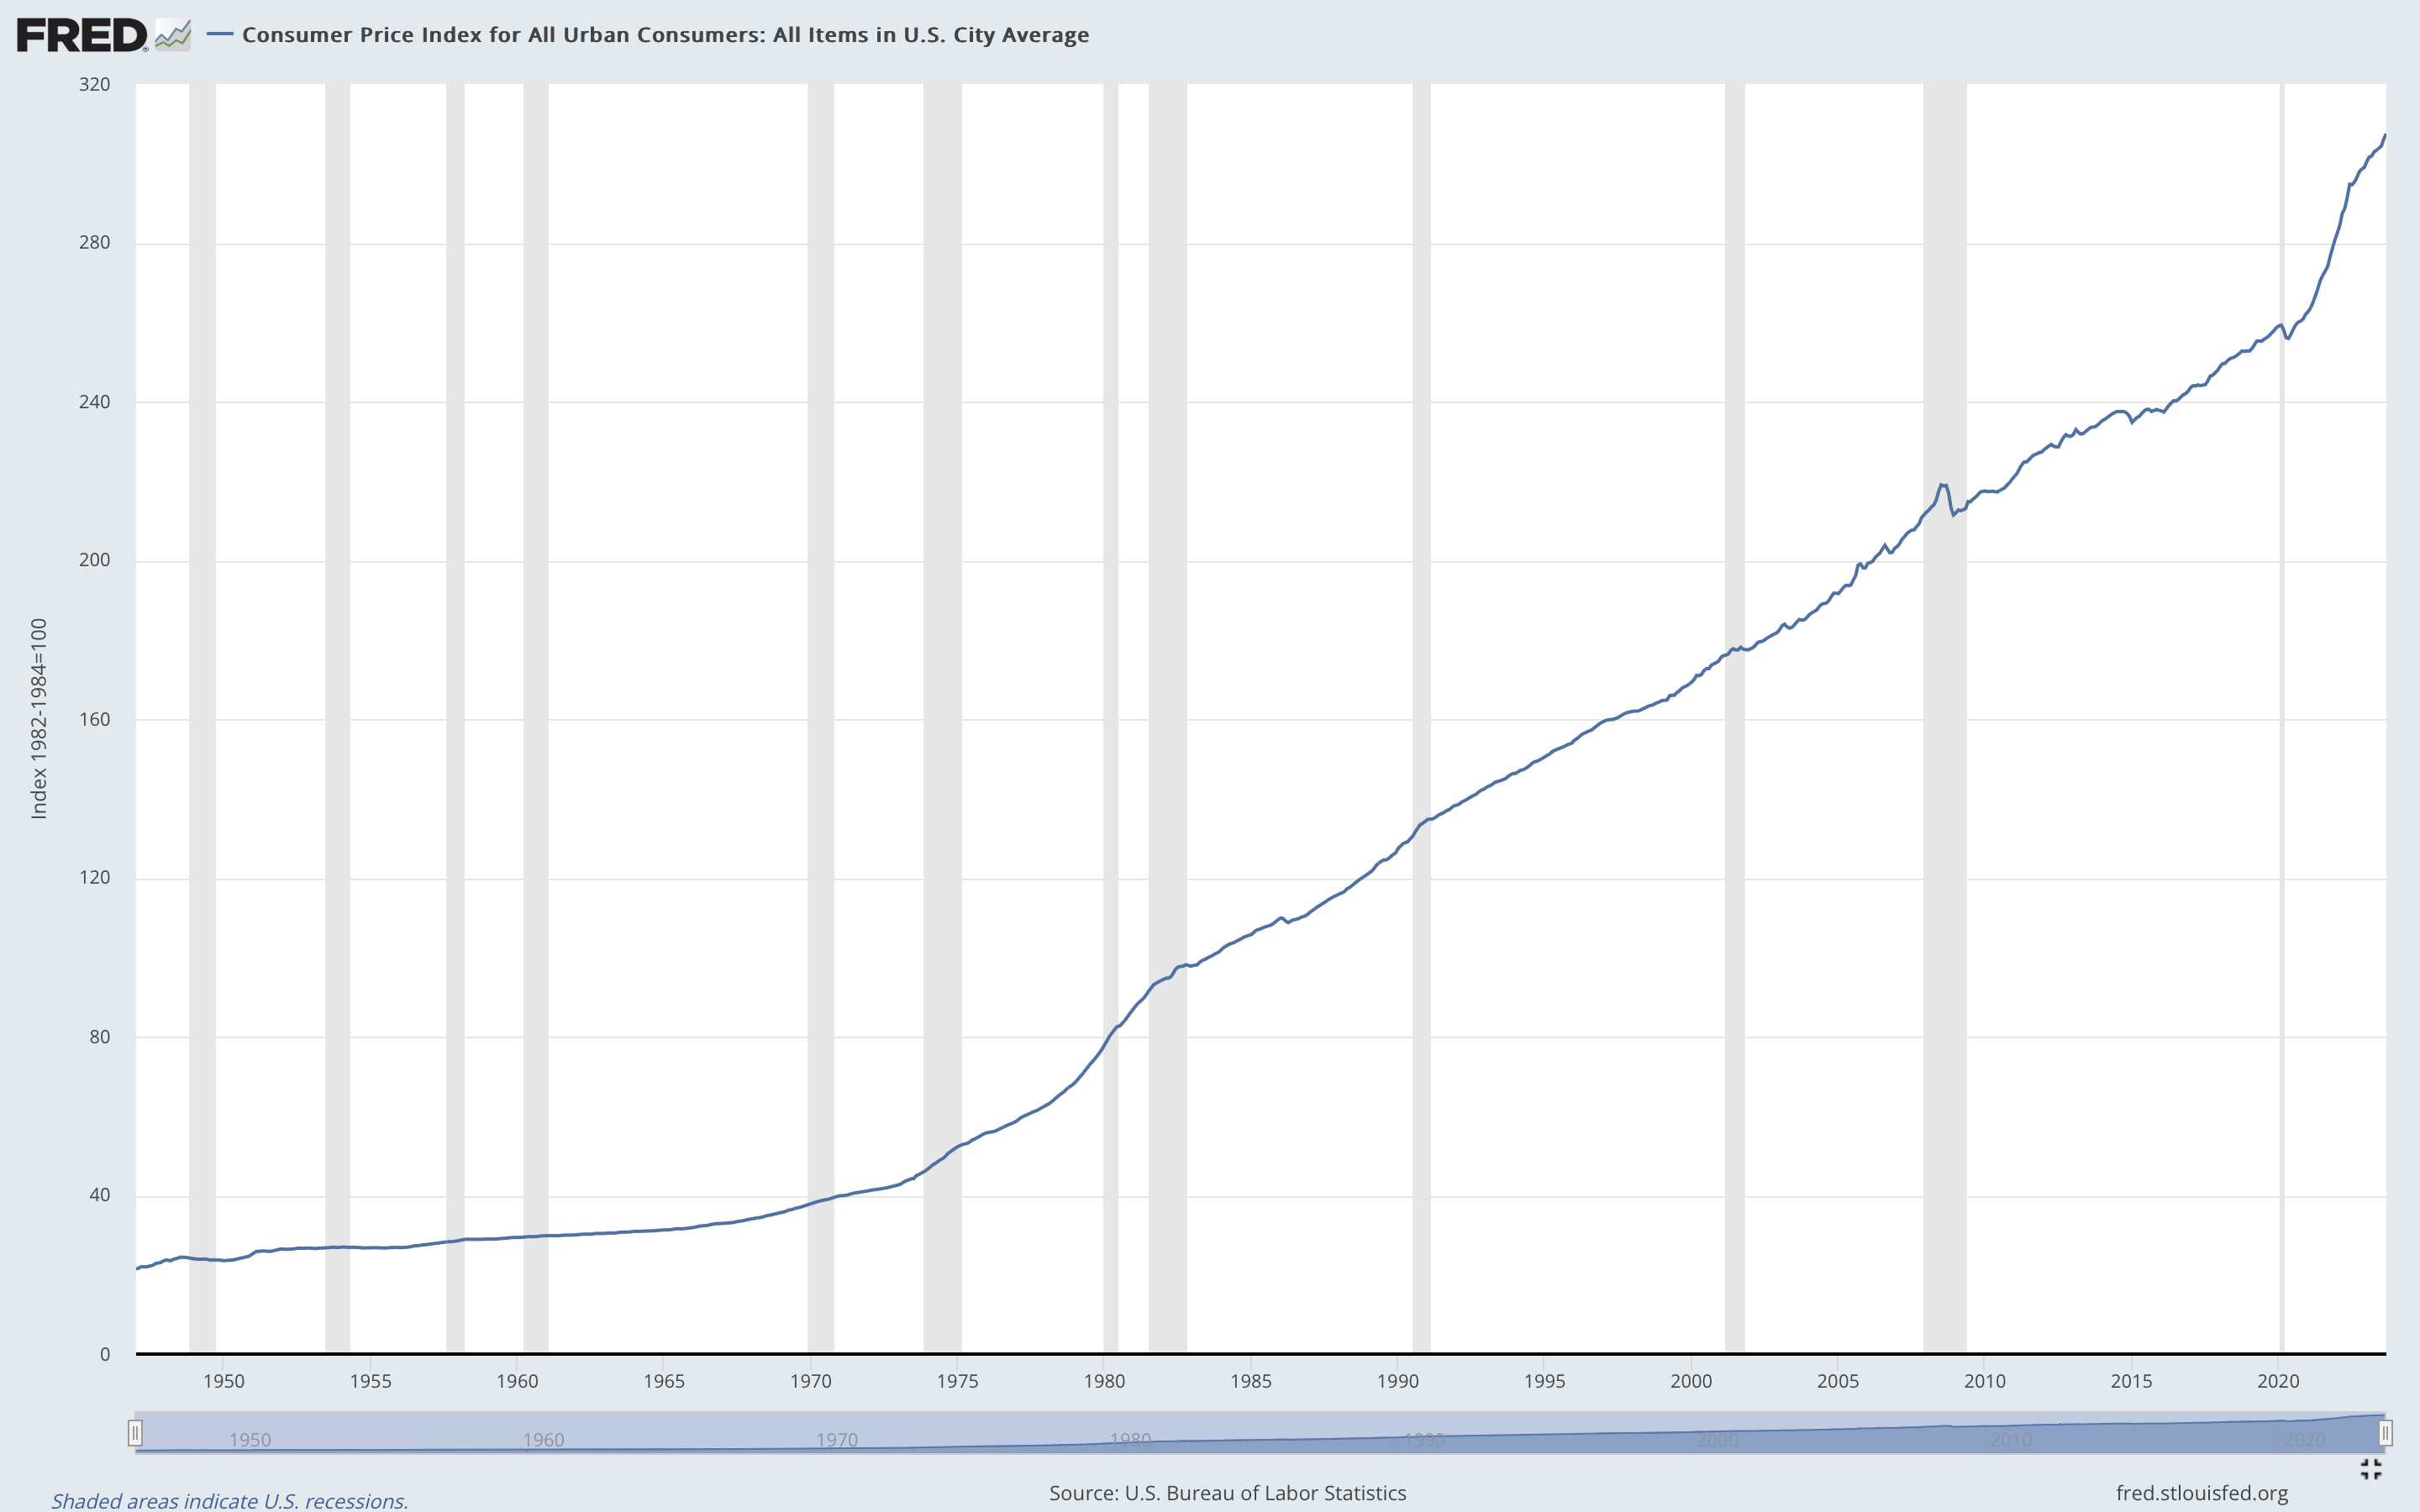 FRED Consumer Price Index for All Urban Consumers: All Items in U.S. City Average
320
280
240
200
160
120
80
40
0
Index 1982-1984=100
1950 1955 1960 1965 1970 1975 1980 1985 1990 1995 2000 2005 2010 2015 2020
1950 1960 1970 1980 1990 2000 2010 2020
Shaded areas indicate U.S. recessions.
Source: U.S. Bureau of Labor Statistics
fred.stlouisfed.org